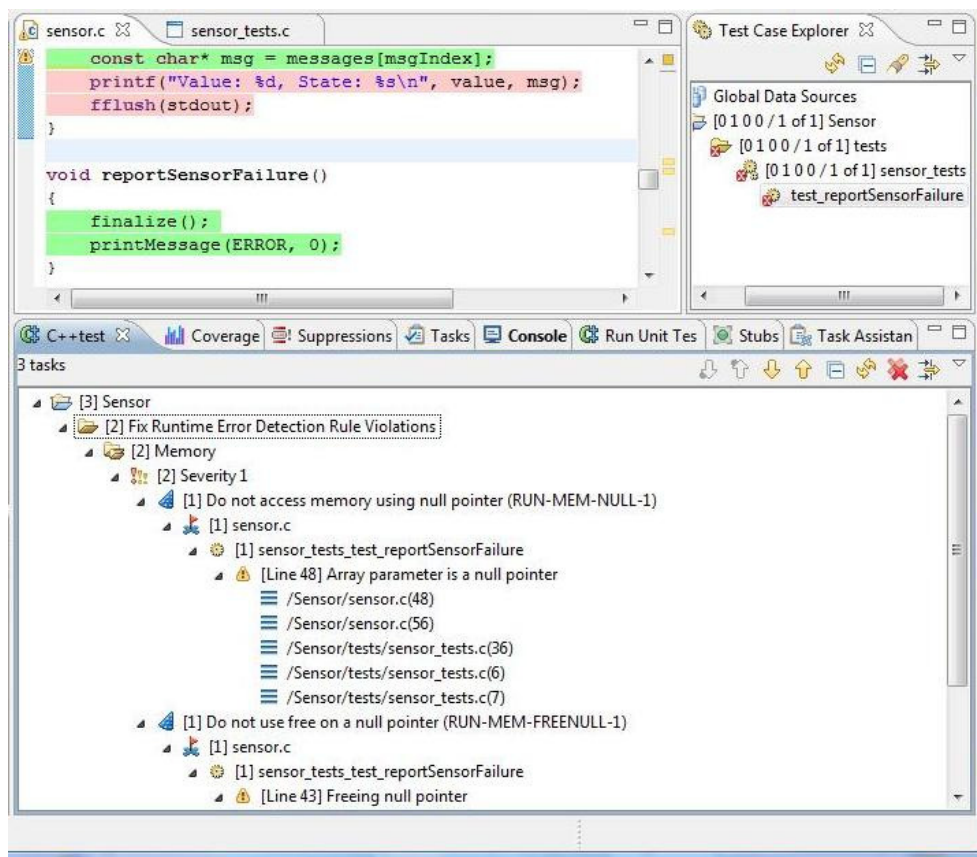 sensor.c
sensor_tests.c
const char* msg = messages[msgIndex];
printf("Value: %d, State: %s\n", value, msg);
fflush(stdout);
}
void reportSensorFailure()
{
finalize();
printMessage(ERROR, 0);
}
Test Case Explorer
Global Data Sources
[0 1 0 0 / 1 of 1] Sensor
[0 1 0 0 / 1 of 1] tests
[0 1 0 0 / 1 of 1] sensor_tests
test_reportSensorFailure
C++test
Coverage
Suppressions
Tasks
Console
Run Unit Tes
Stubs
Task Assistan
3 tasks
[3] Sensor
[2] Fix Runtime Error Detection Rule Violations
[2] Memory
[2] Severity 1
[1] Do not access memory using null pointer (RUN-MEM-NULL-1)
[1] sensor.c
[1] sensor_tests_test_reportSensorFailure
[Line 48] Array parameter is a null pointer
/Sensor/sensor.c(48)
/Sensor/sensor.c(56)
/Sensor/tests/sensor_tests.c(36)
/Sensor/tests/sensor_tests.c(6)
/Sensor/tests/sensor_tests.c(7)
[1] Do not use free on a null pointer (RUN-MEM-FREENULL-1)
[1] sensor.c
[1] sensor_tests_test_reportSensorFailure
[Line 43] Freeing null pointer